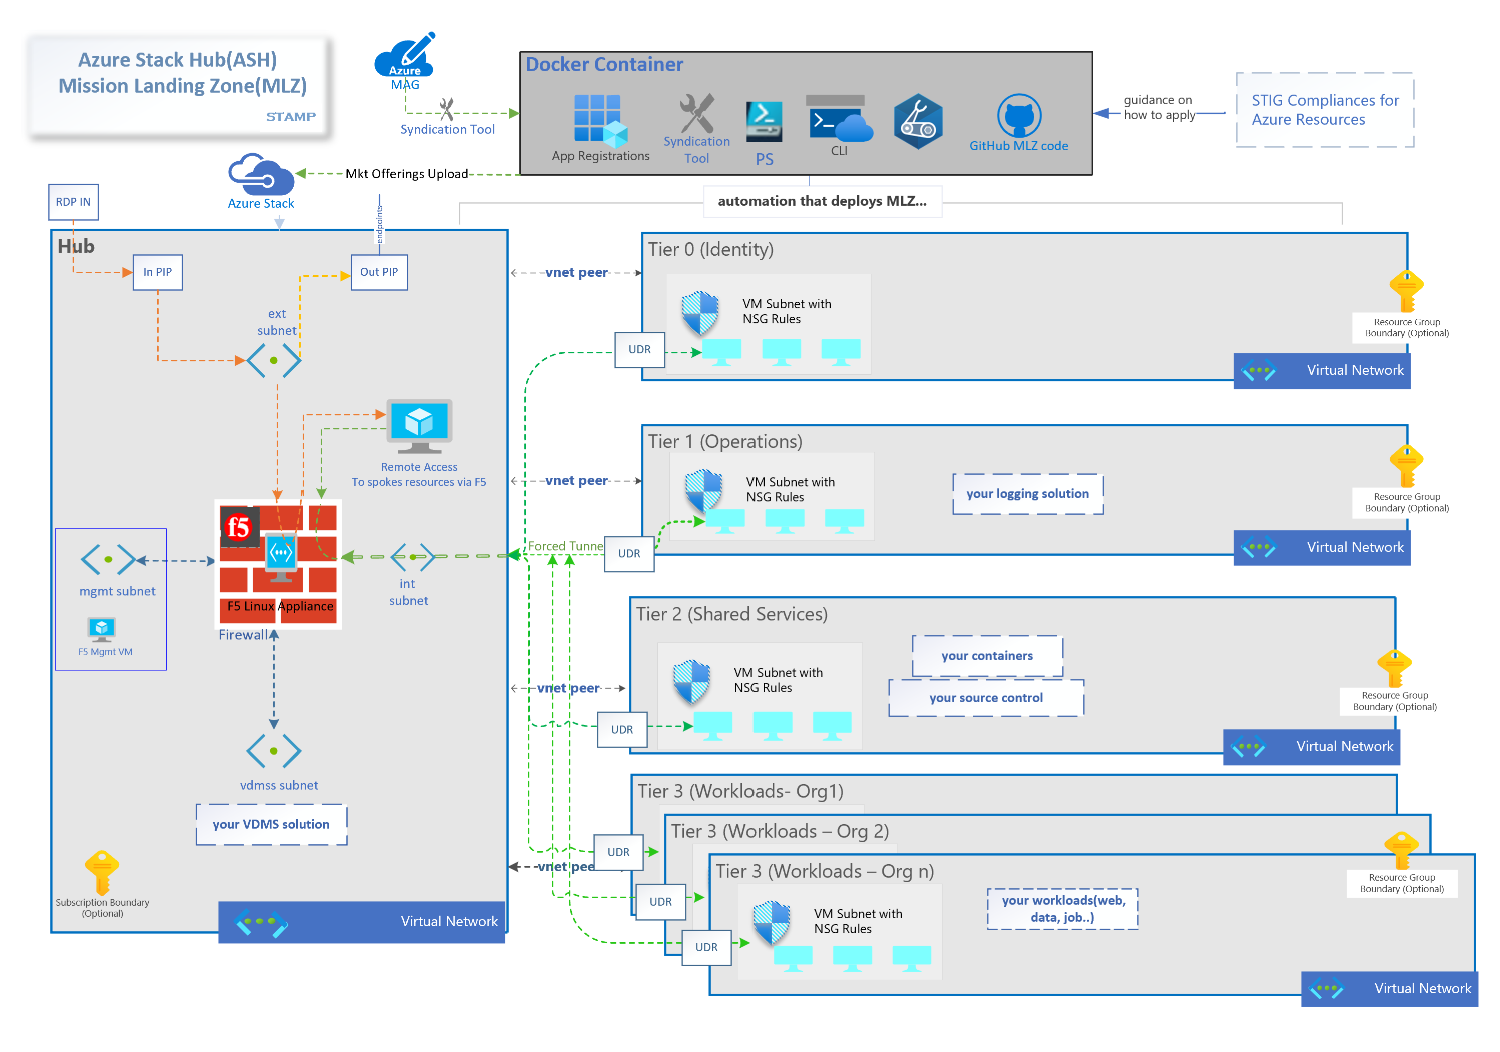 Azure Stack Hub(ASH)
Mission Landing Zone(MLZ)
STAMP
Azure
MAG
Syndication Tool
Docker Container
App Registrations
Syndication
Tool
PS
CLI
GitHub MLZ code
guidance on
how to apply
STIG Compliances for
Azure Resources
Azure Stack
Mkt Offerings Upload
automation that deploys MLZ...
RDP IN
endpoints
Hub
In PIP
Out PIP
ext
subnet
Remote Access
To spokes resources via F5
f5
F5 Linux Appliance
Firewall
mgmt subnet
F5 Mgmt VM
int
subnet
vdmss subnet
your VDMS solution
Subscription Boundary
(Optional)
Virtual Network
vnet peer
Tier 0 (Identity)
VM Subnet with
NSG Rules
UDR
Resource Group
Boundary (Optional)
Virtual Network
vnet peer
Tier 1 (Operations)
VM Subnet with
NSG Rules
your logging solution
Forced Tunne
UDR
Resource Group
Boundary (Optional)
Virtual Network
vnet peer
Tier 2 (Shared Services)
VM Subnet with
NSG Rules
your containers
your source control
UDR
Resource Group
Boundary (Optional)
Virtual Network
vnet pee
Tier 3 (Workloads- Org1)
UDR
Tier 3 (Workloads – Org 2)
UDR
Tier 3 (Workloads – Org n)
VM Subnet with
NSG Rules
your workloads(web,
data, job..)
UDR
Resource Group
Boundary (Optional)
Virtual Network